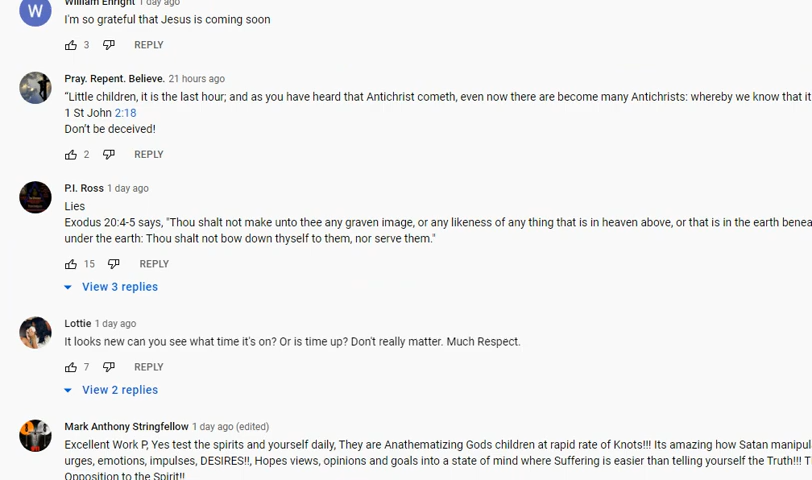 William Enright 1 day ago
W
I'm so grateful that Jesus is coming soon
3 REPLY
Pray. Repent. Believe. 21 hours ago
“Little children, it is the last hour; and as you have heard that Antichrist cometh, even now there are become many Antichrists: whereby we know that it
1 St John 2:18
Don't be deceived!
2 REPLY
P.I. Ross 1 day ago
Lies
Exodus 20:4-5 says, "Thou shalt not make unto thee any graven image, or any likeness of any thing that is in heaven above, or that is in the earth benea
under the earth: Thou shalt not bow down thyself to them, nor serve them."
15 REPLY
View 3 replies
Lottie 1 day ago
It looks new can you see what time it's on? Or is time up? Don't really matter. Much Respect.
7 REPLY
View 2 replies
Mark Anthony Stringfellow 1 day ago (edited)
Excellent Work P, Yes test the spirits and yourself daily, They are Anathematizing Gods children at rapid rate of Knots!!! Its amazing how Satan manipul
urges, emotions, impulses, DESIRES!!, Hopes views, opinions and goals into a state of mind where Suffering is easier than telling yourself the Truth!!! T
Opposition to the Spirit!!